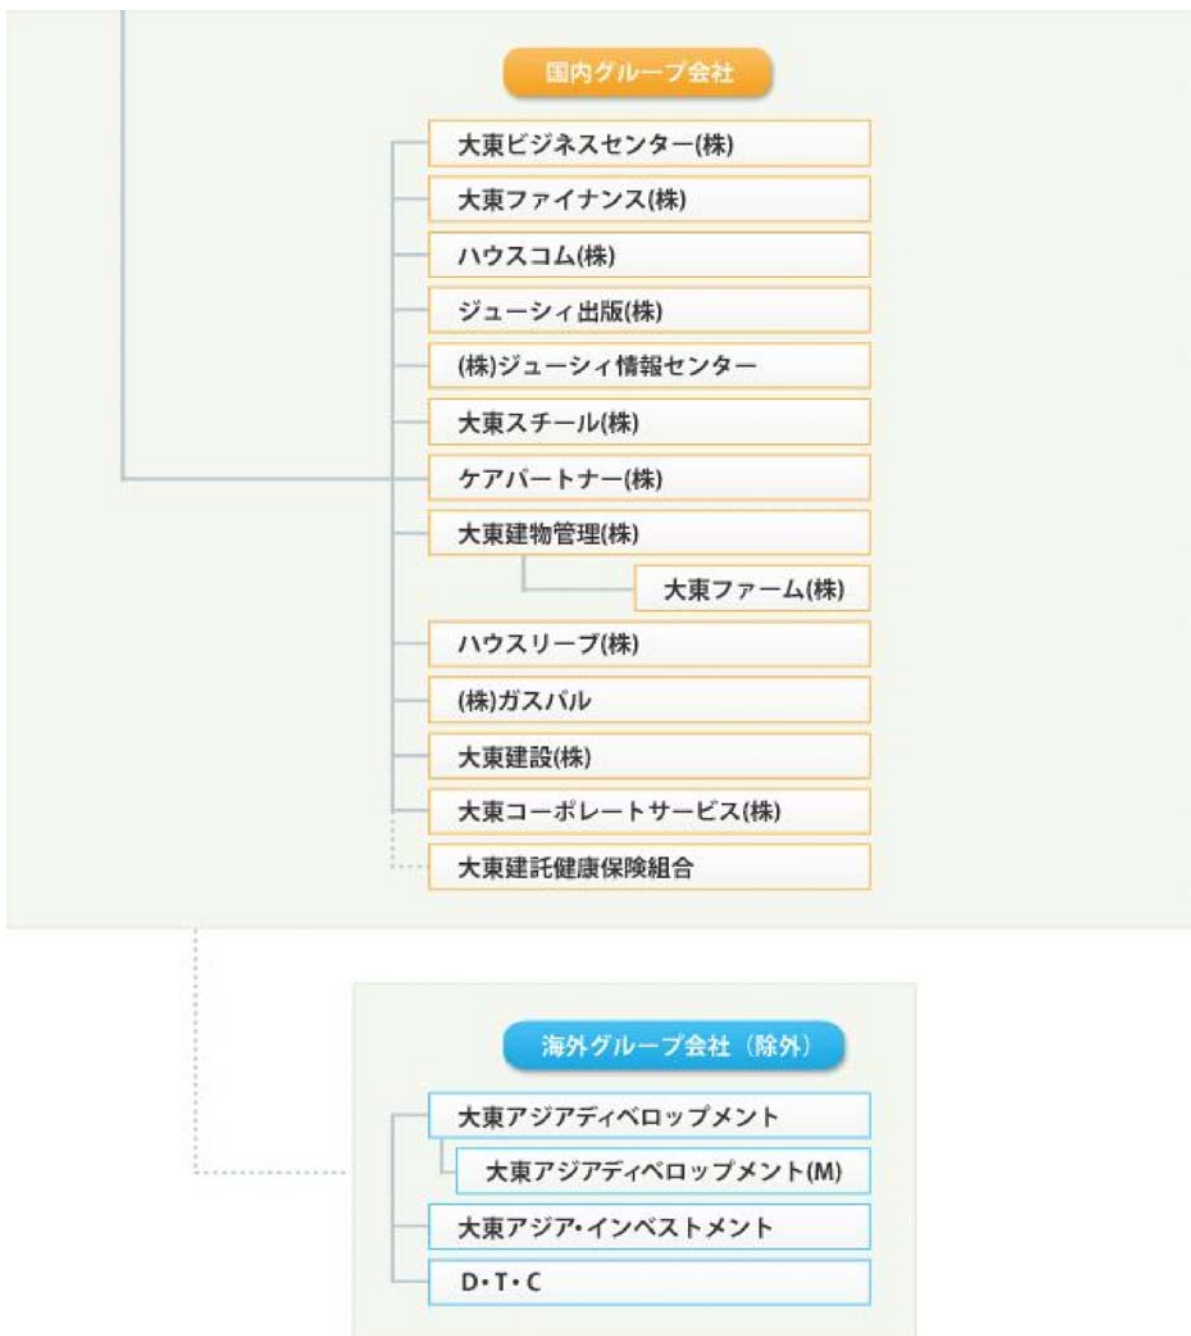 国内グループ会社
大東ビジネスセンター(株)
大東ファイナンス(株)
ハウスコム(株)
ジューシィ出版(株)
(株)ジューシィ情報センター
大東スチール(株)
ケアパートナー(株)
大東建物管理(株)
大東ファーム(株)
ハウスリーブ(株)
(株)ガスパル
大東建設(株)
大東コーポレートサービス(株)
大東建託健康保険組合
海外グループ会社（除外）
大東アジアディベロップメント
大東アジアディベロップメント(M)
大東アジア・インベストメント
D・T・C